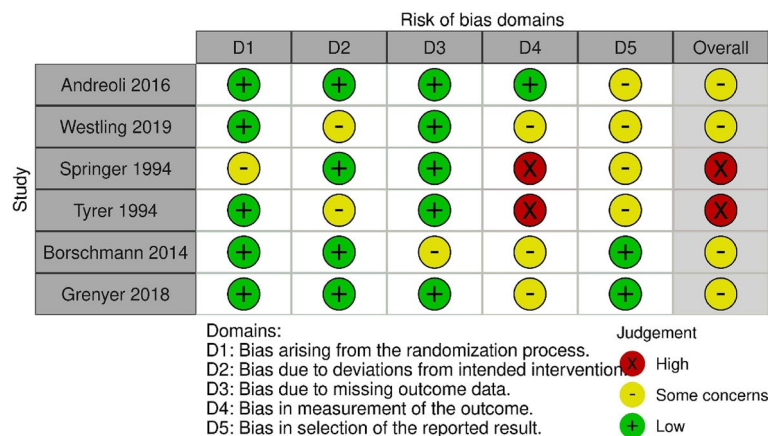 Risk of bias domains
D1 D2 D3 D4 D5 Overall
Study
Andreoli 2016 + + + + - -
Westling 2019 + - + - - -
Springer 1994 - + + X - X
Tyrer 1994 + - + X - X
Borschmann 2014 + + - - + -
Grenyer 2018 + + + - + -
Domains:
D1: Bias arising from the randomization process.
D2: Bias due to deviations from intended intervention.
D3: Bias due to missing outcome data.
D4: Bias in measurement of the outcome.
D5: Bias in selection of the reported result.
Judgement
X High
- Some concerns
+ Low